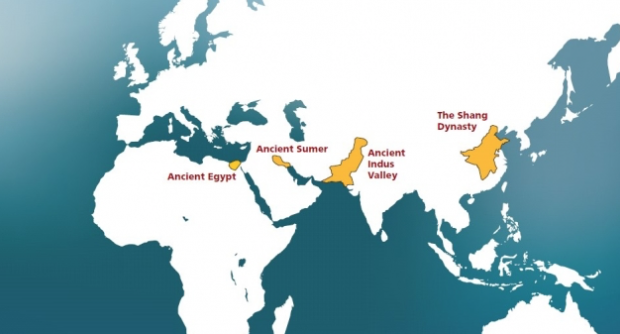 The Shang
Dynasty
Ancient Sumer
Ancient
Indus
Valley
Ancient Egypt